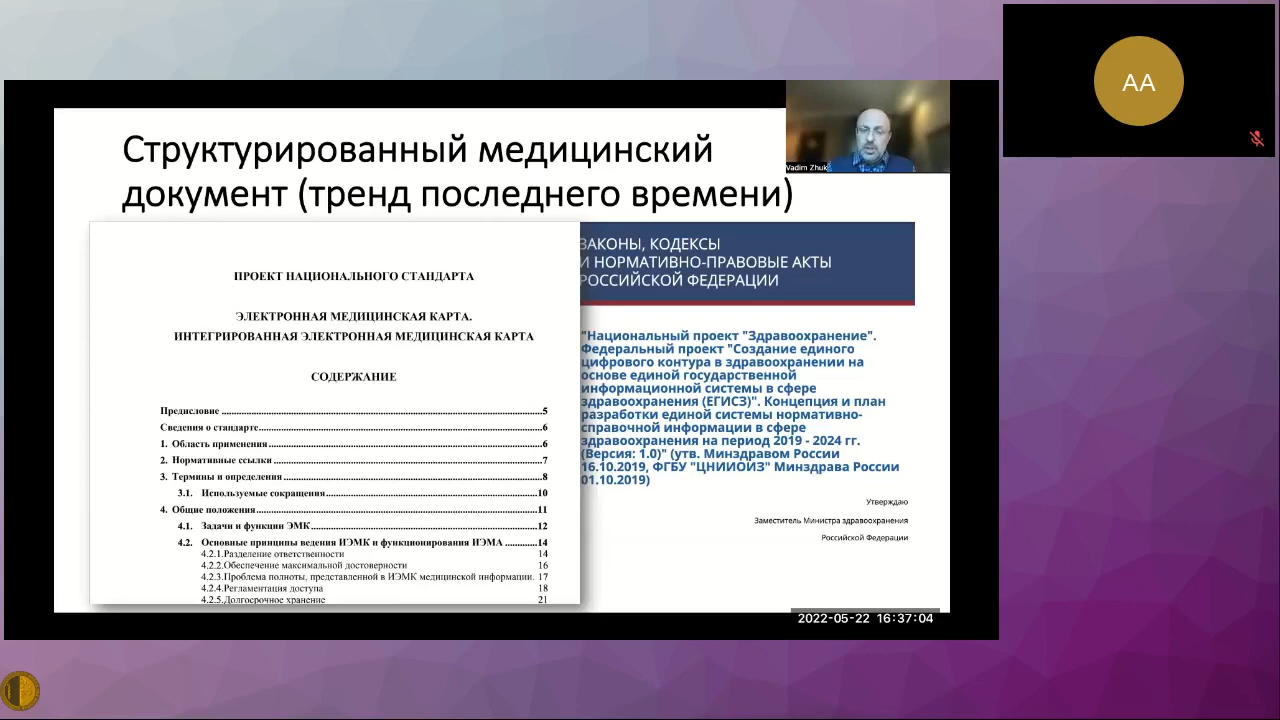 Структурированный медицинский
документ (тренд последнего времени)
Vadim Zhuk
AA
ПРОЕКТ НАЦИОНАЛЬНОГО СТАНДАРТА
ЭЛЕКТРОННАЯ МЕДИЦИНСКАЯ КАРТА.
ИНТЕГРИРОВАННАЯ ЭЛЕКТРОННАЯ МЕДИЦИНСКАЯ КАРТА
СОДЕРЖАНИЕ
Предисловие ....................5
Сведения о стандарте....................6
1. Область применения....................6
2. Нормативные ссылки....................7
3. Термины и определения....................8
3.1. Используемые сокращения....................10
4. Общие положения....................11
4.1. Задачи и функции ЭМК....................12
4.2. Основные принципы ведения ИЭМК и функционирования ИЭМА ...........14
4.2.1.Разделение ответственности 14
4.2.2.Обеспечение максимальной достоверности 16
4.2.3.Проблема полноты, представленной в ИЭМК медицинской информации. 17
4.2.4.Регламентация доступа 18
4.2.5.Долгосрочное хранение 21
ЗАКОНЫ, КОДЕКСЫ
И НОРМАТИВНО-ПРАВОВЫЕ АКТЫ
РОССИЙСКОЙ ФЕДЕРАЦИИ
"Национальный проект "Здравоохранение".
Федеральный проект "Создание единого
цифрового контура в здравоохранении на
основе единой государственной
информационной системы в сфере
здравоохранения (ЕГИСЗ)". Концепция и план
разработки единой системы нормативно-
справочной информации в сфере
здравоохранения на период 2019 - 2024 гг.
(Версия: 1.0)" (утв. Минздравом России
16.10.2019, ФГБУ "ЦНИИОИЗ" Минздрава России
01.10.2019)
Утверждаю
Заместитель Министра здравоохранения
Российской Федерации
2022-05-22 16:37:04